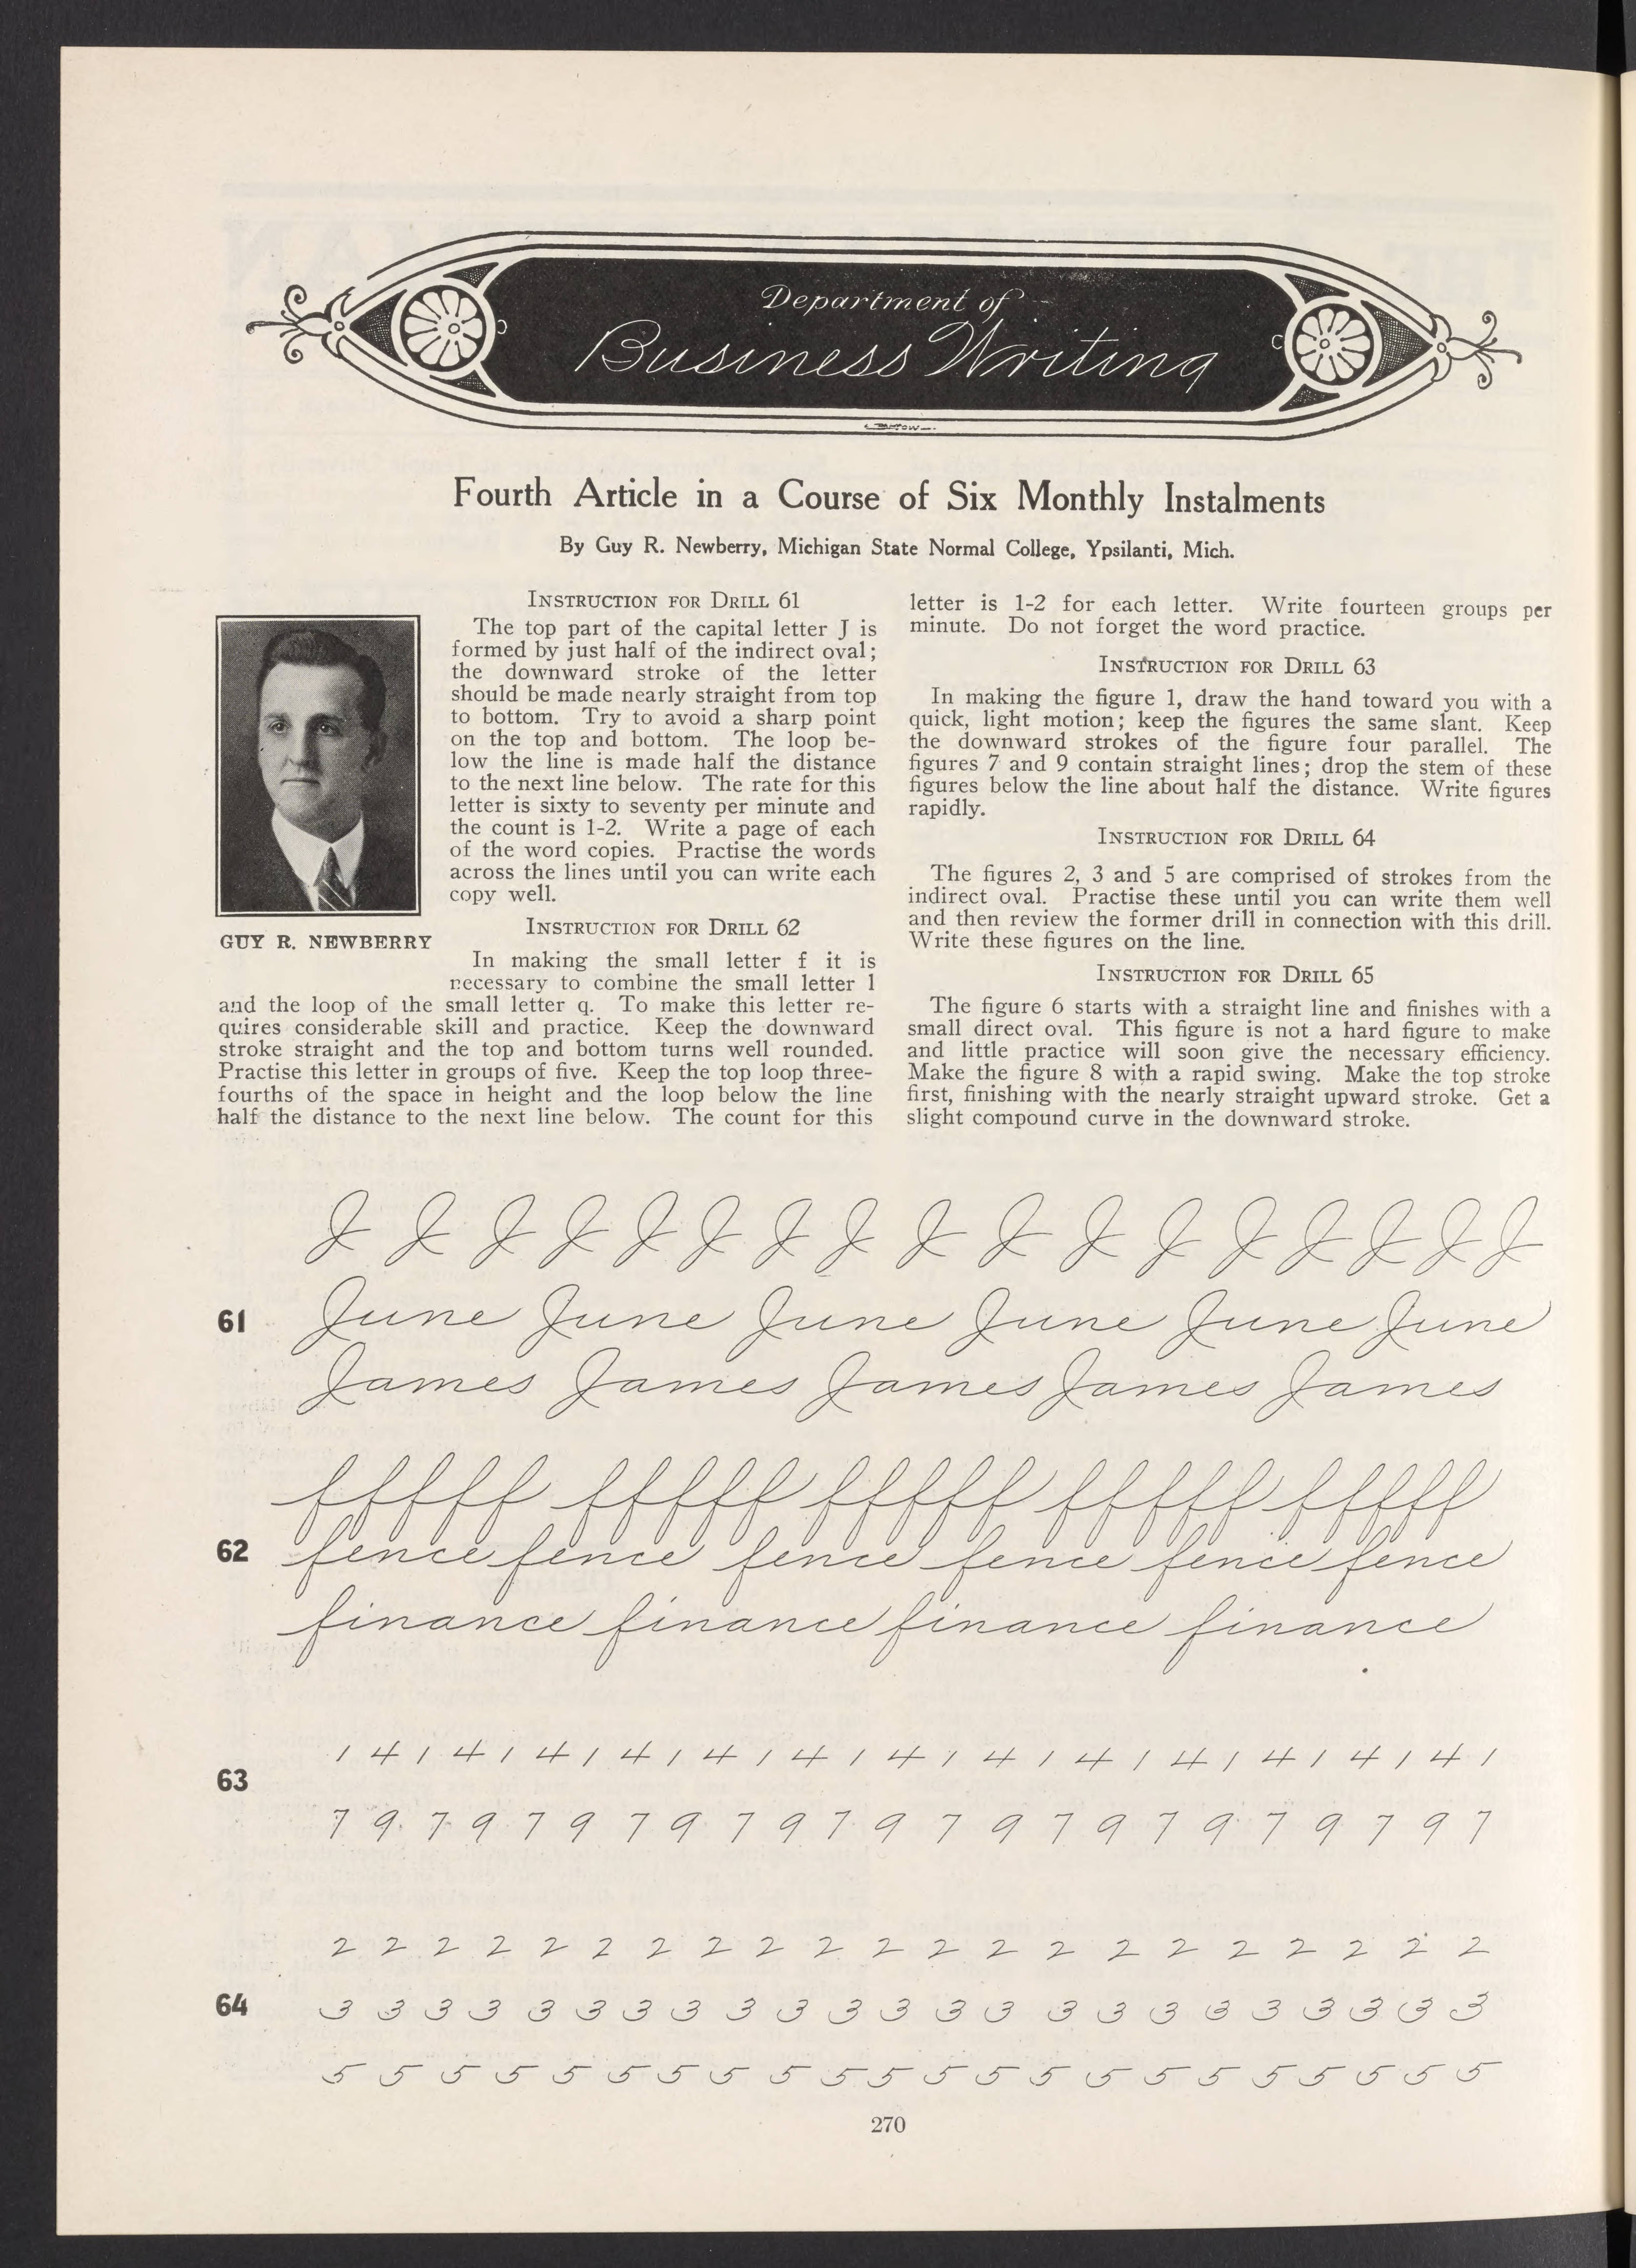 Department of
Business Writing
Fourth Article in a Course of Six Monthly Instalments
By Guy R. Newberry, Michigan State Normal College, Ypsilanti, Mich.
GUY R. NEWBERRY
INSTRUCTION FOR DRILL 61
The top part of the capital letter J is
formed by just half of the indirect oval;
the downward stroke of the letter
should be made nearly straight from top
to bottom. Try to avoid a sharp point
on the top and bottom. The loop be-
low the line is made half the distance
to the next line below. The rate for this
letter is sixty to seventy per minute and
the count is 1-2. Write a page of each
of the word copies. Practise the words
across the lines until you can write each
copy well.
INSTRUCTION FOR DRILL 62
In making the small letter f it is
necessary to combine the small letter l
and the loop of the small letter q. To make this letter re-
quires considerable skill and practice. Keep the downward
stroke straight and the top and bottom turns well rounded.
Practise this letter in groups of five. Keep the top loop three-
fourths of the space in height and the loop below the line
half the distance to the next line below. The count for this
letter is 1-2 for each letter. Write fourteen groups per
minute. Do not forget the word practice.
INSTRUCTION FOR DRILL 63
In making the figure 1, draw the hand toward you with a
quick, light motion; keep the figures the same slant. Keep
the downward strokes of the figure four parallel. The
figures 7 and 9 contain straight lines; drop the stem of these
figures below the line about half the distance. Write figures
rapidly.
INSTRUCTION FOR DRILL 64
The figures 2, 3 and 5 are comprised of strokes from the
indirect oval. Practise these until you can write them well
and then review the former drill in connection with this drill.
Write these figures on the line.
INSTRUCTION FOR DRILL 65
The figure 6 starts with a straight line and finishes with a
small direct oval. This figure is not a hard figure to make
and little practice will soon give the necessary efficiency.
Make the figure 8 with a rapid swing. Make the top stroke
first, finishing with the nearly straight upward stroke. Get a
slight compound curve in the downward stroke.
J J J J J J J J J J J J J J J J J
61 June June June June June June
James James James James James
fffff fffff fffff fffff fffff
62 fence fence fence fence fence fence
finance finance finance finance
1 4 1 4 1 4 1 4 1 4 1 4 1 4 1 4 1 4 1 4 1 4 1 4 1 4 1
63
7 9 7 9 7 9 7 9 7 9 7 9 7 9 7 9 7 9 7 9 7 9 7
2 2 2 2 2 2 2 2 2 2 2 2 2 2 2 2 2 2 2 2 2
64 3 3 3 3 3 3 3 3 3 3 3 3 3 3 3 3 3 3 3 3 3 3 3
5 5 5 5 5 5 5 5 5 5 5 5 5 5 5 5 5 5 5 5 5 5
270